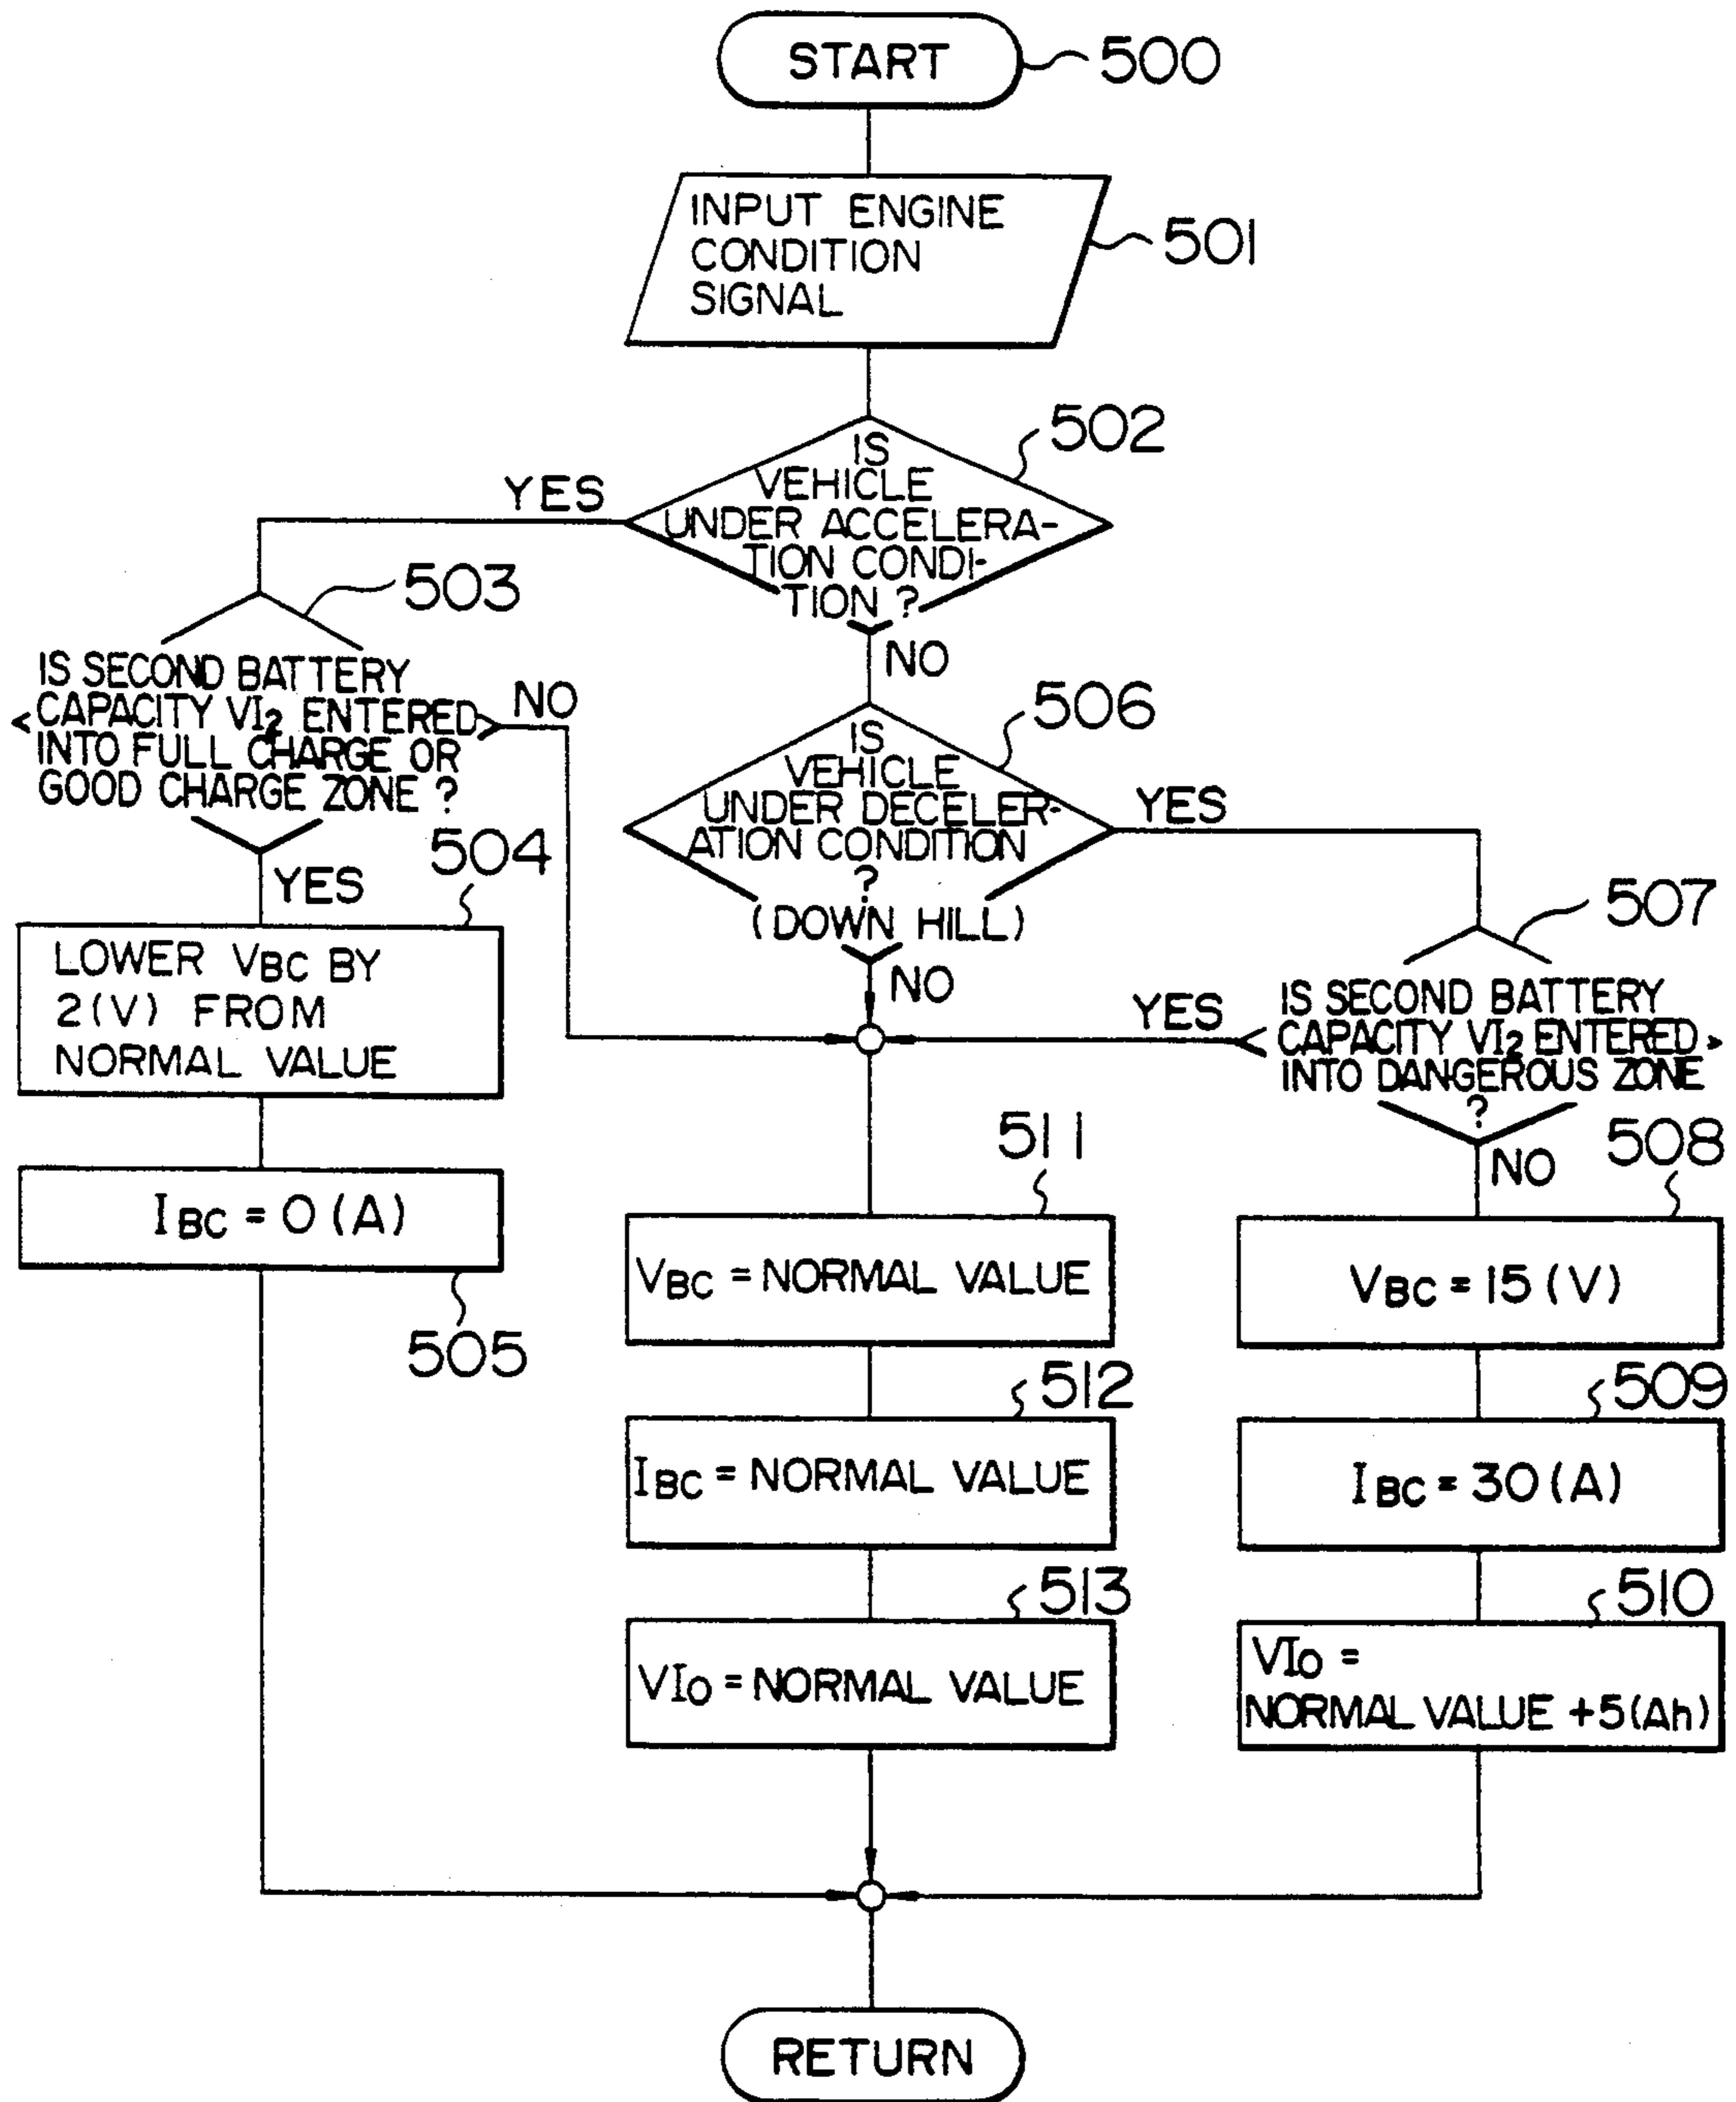 START
500
INPUT ENGINE
CONDITION
SIGNAL
501
502
IS
VEHICLE
UNDER ACCELERA-
TION CONDI-
TION ?
YES
NO
503
IS SECOND BATTERY
CAPACITY VI2 ENTERED
INTO FULL CHARGE OR
GOOD CHARGE ZONE ?
NO
YES
506
IS
VEHICLE
UNDER DECELER-
ATION CONDITION
?
(DOWN HILL)
YES
NO
504
LOWER VBC BY
2(V) FROM
NORMAL VALUE
507
IS SECOND BATTERY
CAPACITY VI2 ENTERED
INTO DANGEROUS ZONE
?
YES
NO
IBC = 0 (A)
505
511
VBC = NORMAL VALUE
508
VBC = 15 (V)
512
IBC = NORMAL VALUE
509
IBC = 30 (A)
513
VIO = NORMAL VALUE
510
VIO =
NORMAL VALUE +5(Ah)
RETURN